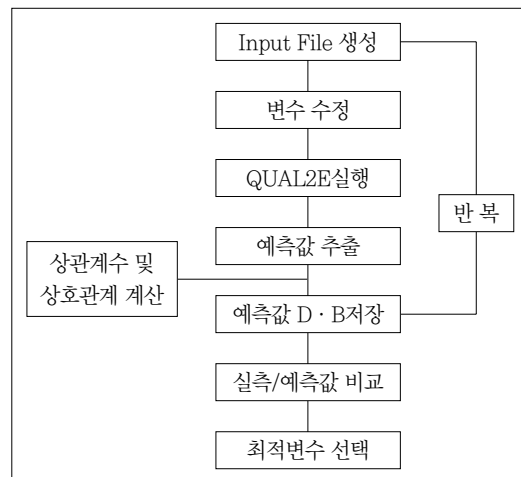 Input File 생성
변수 수정
QUAL2E실행
반 복
예측값 추출
상관계수 및
상호관계 계산
예측값 D · B저장
실측/예측값 비교
최적변수 선택